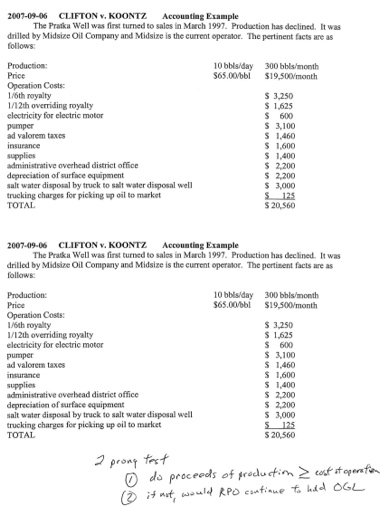 2007-09-06 CLIFTON v. KOONTZ Accounting Example
The Pratka Well was first turned to sales in March 1997. Production has declined. It was
drilled by Midsize Oil Company and Midsize is the current operator. The pertinent facts are as
follows:
Production: 10 bbls/day 300 bbls/month
Price $65.00/bbl $19,500/month
Operation Costs:
1/6th royalty $ 3,250
1/12th overriding royalty $ 1,625
electricity for electric motor $ 600
pumper $ 3,100
ad valorem taxes $ 1,460
insurance $ 1,600
supplies $ 1,400
administrative overhead district office $ 2,200
depreciation of surface equipment $ 2,200
salt water disposal by truck to salt water disposal well $ 3,000
trucking charges for picking up oil to market $ 125
TOTAL $ 20,560
2007-09-06 CLIFTON v. KOONTZ Accounting Example
The Pratka Well was first turned to sales in March 1997. Production has declined. It was
drilled by Midsize Oil Company and Midsize is the current operator. The pertinent facts are as
follows:
Production: 10 bbls/day 300 bbls/month
Price $65.00/bbl $19,500/month
Operation Costs:
1/6th royalty $ 3,250
1/12th overriding royalty $ 1,625
electricity for electric motor $ 600
pumper $ 3,100
ad valorem taxes $ 1,460
insurance $ 1,600
supplies $ 1,400
administrative overhead district office $ 2,200
depreciation of surface equipment $ 2,200
salt water disposal by truck to salt water disposal well $ 3,000
trucking charges for picking up oil to market $ 125
TOTAL $ 20,560
2 prong test
① do proceeds of production ≥ cost of operation
② if not, would RPO continue to hold OGL